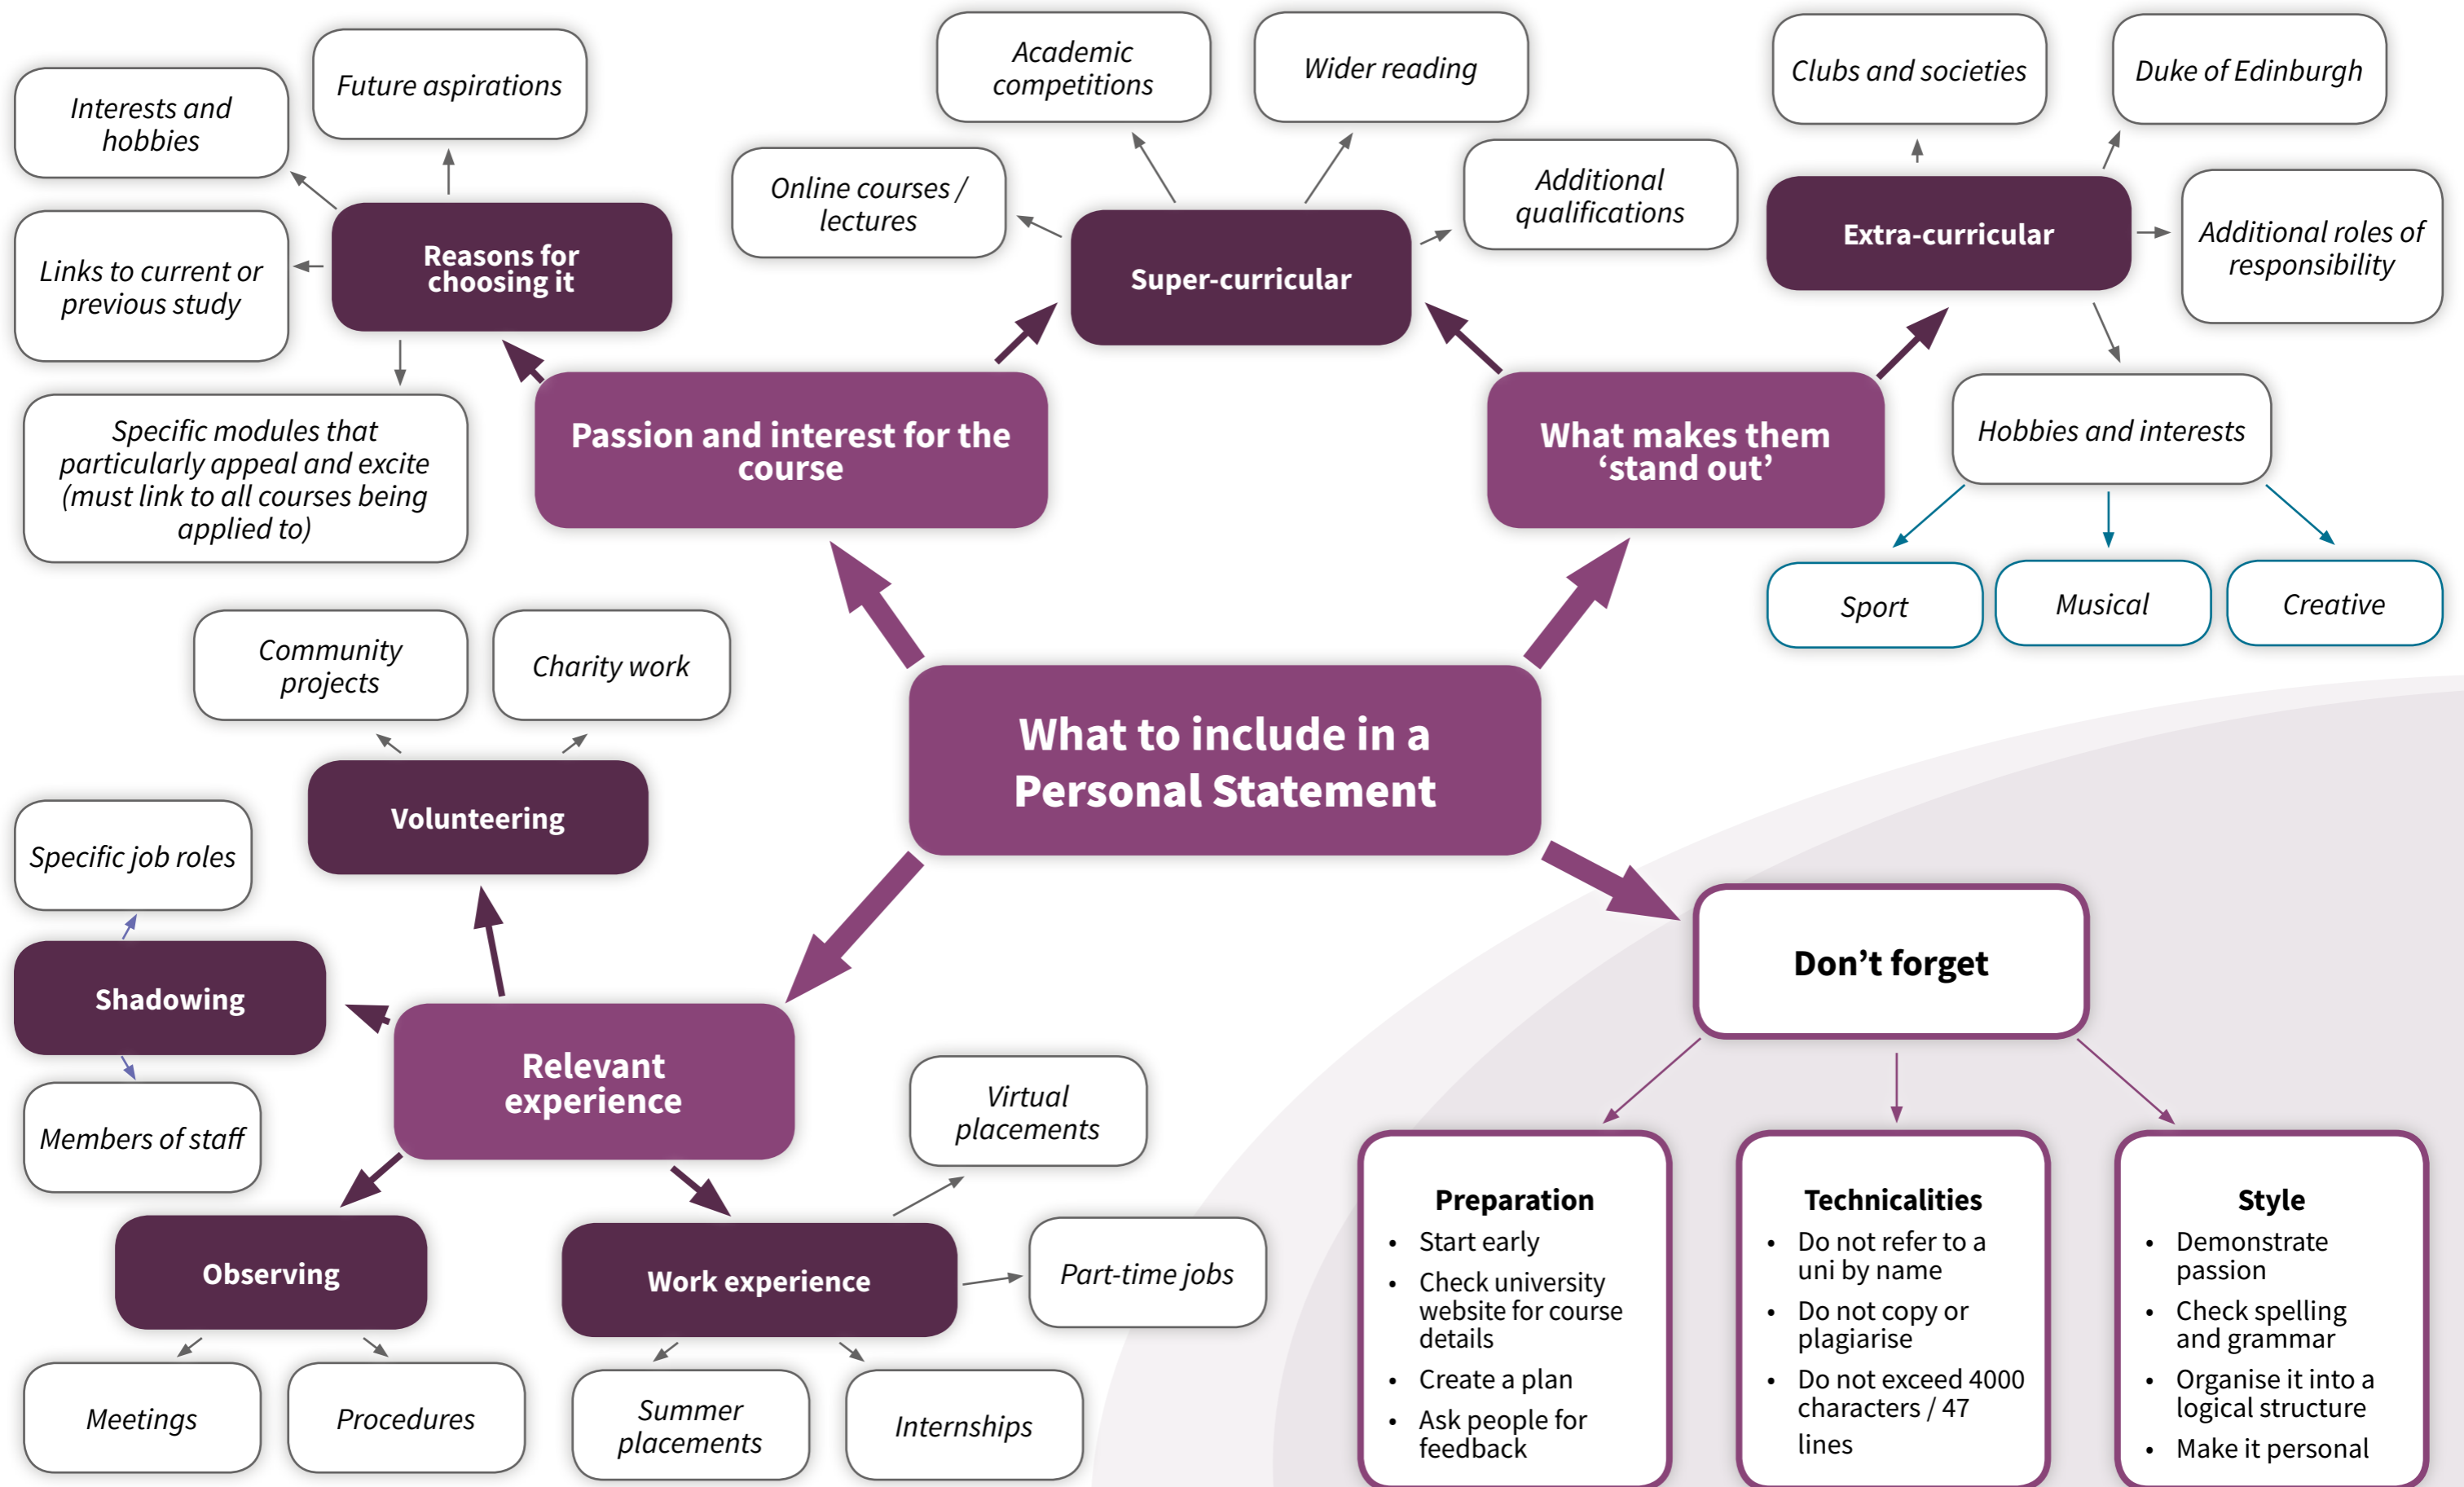 Future aspirations
Interests and
hobbies
Links to current or
previous study
Reasons for
choosing it
Specific modules that
particularly appeal and excite
(must link to all courses being
applied to)
Passion and interest for the
course
Academic
competitions
Wider reading
Online courses /
lectures
Additional
qualifications
Super-curricular
Clubs and societies
Duke of Edinburgh
Extra-curricular
Additional roles of
responsibility
What makes them
‘stand out’
Hobbies and interests
Sport
Musical
Creative
What to include in a
Personal Statement
Community
projects
Charity work
Volunteering
Specific job roles
Shadowing
Members of staff
Relevant
experience
Observing
Meetings
Procedures
Work experience
Virtual
placements
Part-time jobs
Summer
placements
Internships
Don’t forget
Preparation
• Start early
• Check university
website for course
details
• Create a plan
• Ask people for
feedback
Technicalities
• Do not refer to a
uni by name
• Do not copy or
plagiarise
• Do not exceed 4000
characters / 47
lines
Style
• Demonstrate
passion
• Check spelling
and grammar
• Organise it into a
logical structure
• Make it personal